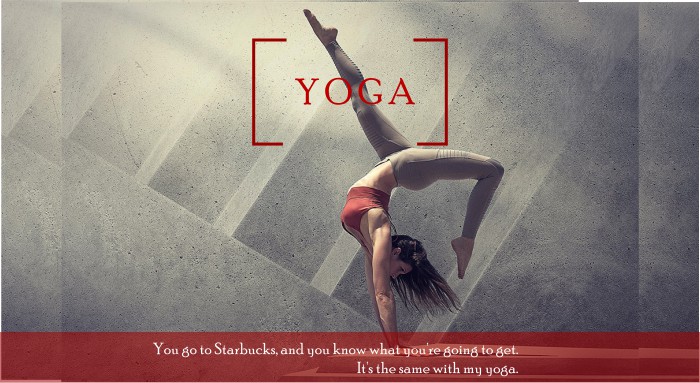 YOGA
You go to Starbucks, and you know what you're going to get.
It's the same with my yoga.